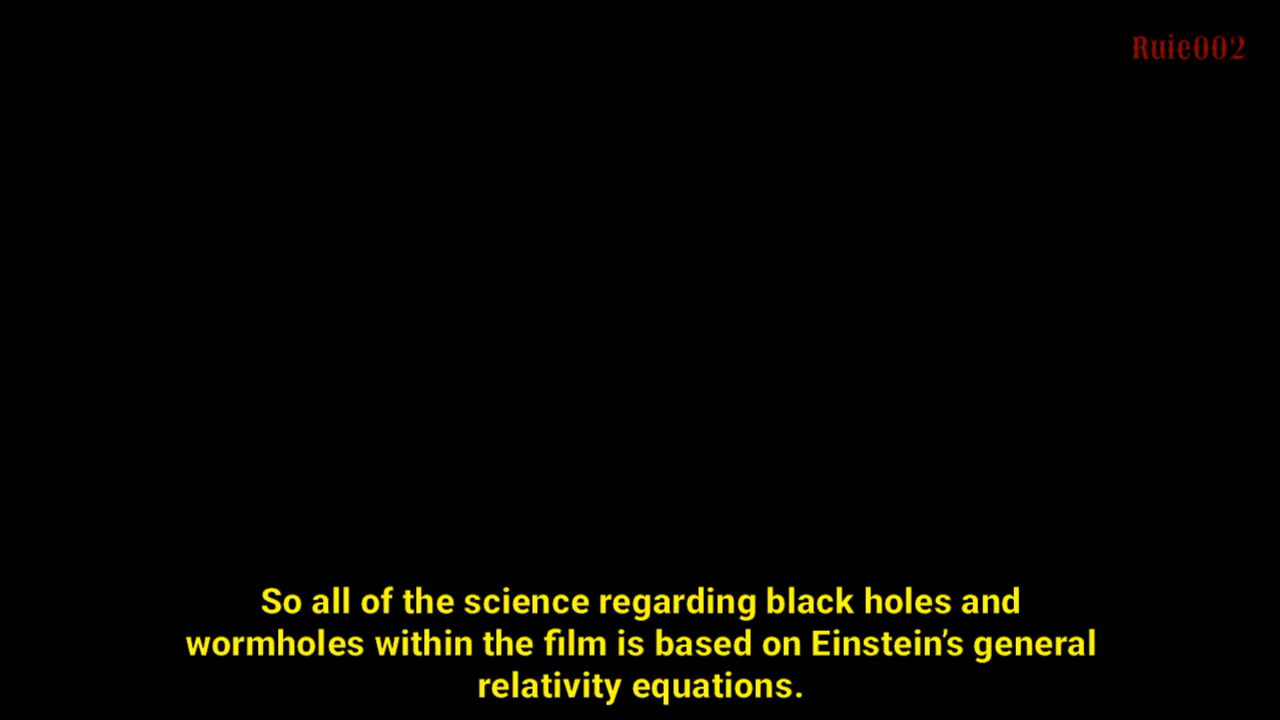 Ruie002
So all of the science regarding black holes and
wormholes within the film is based on Einstein’s general
relativity equations.